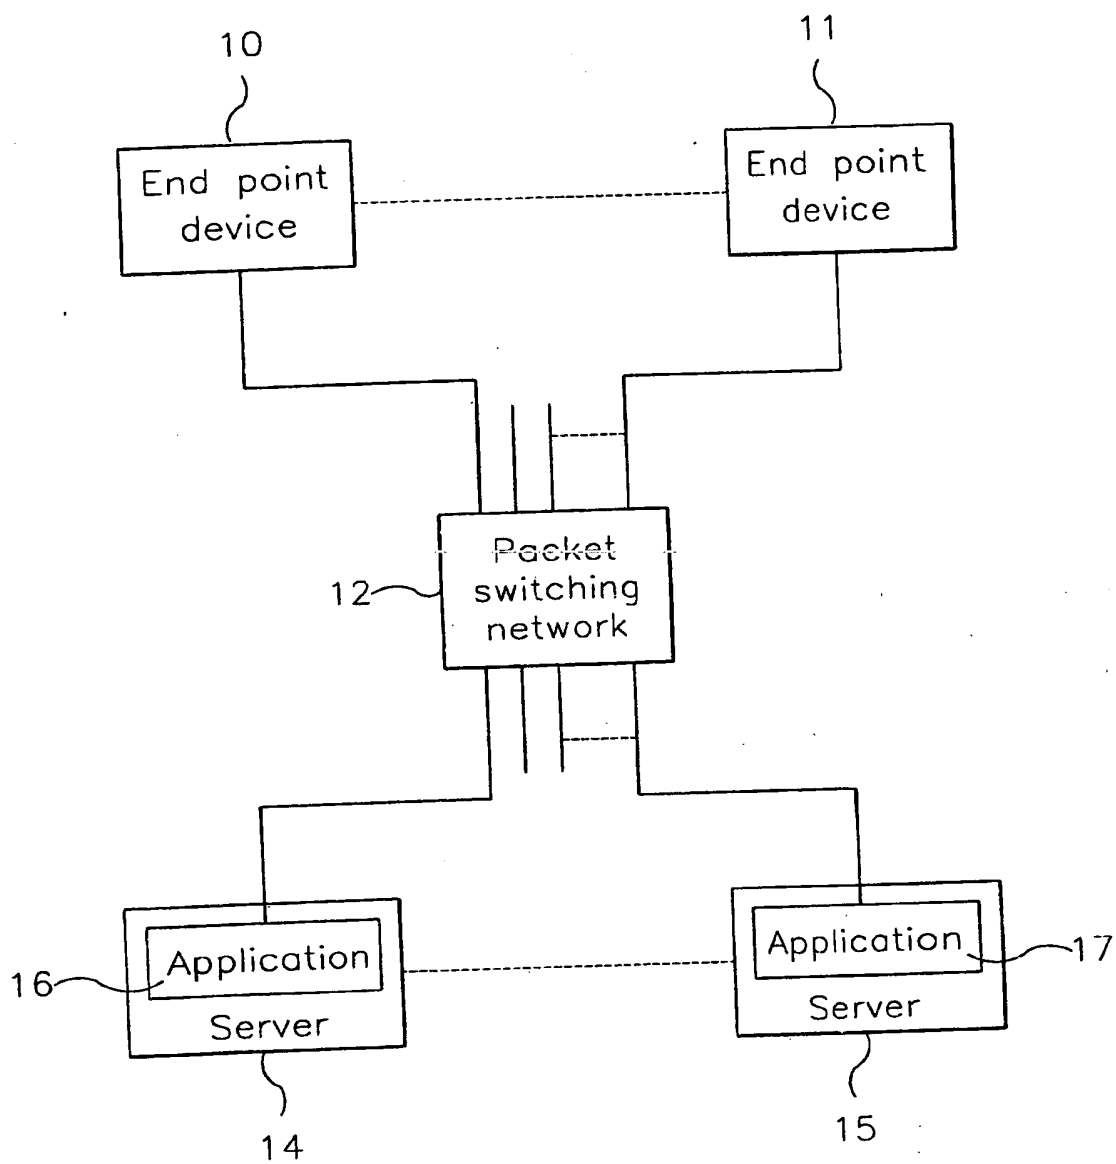 10
11
End point
device
End point
device
Packet
switching
network
12
Application
Server
16
Application
Server
17
14
15